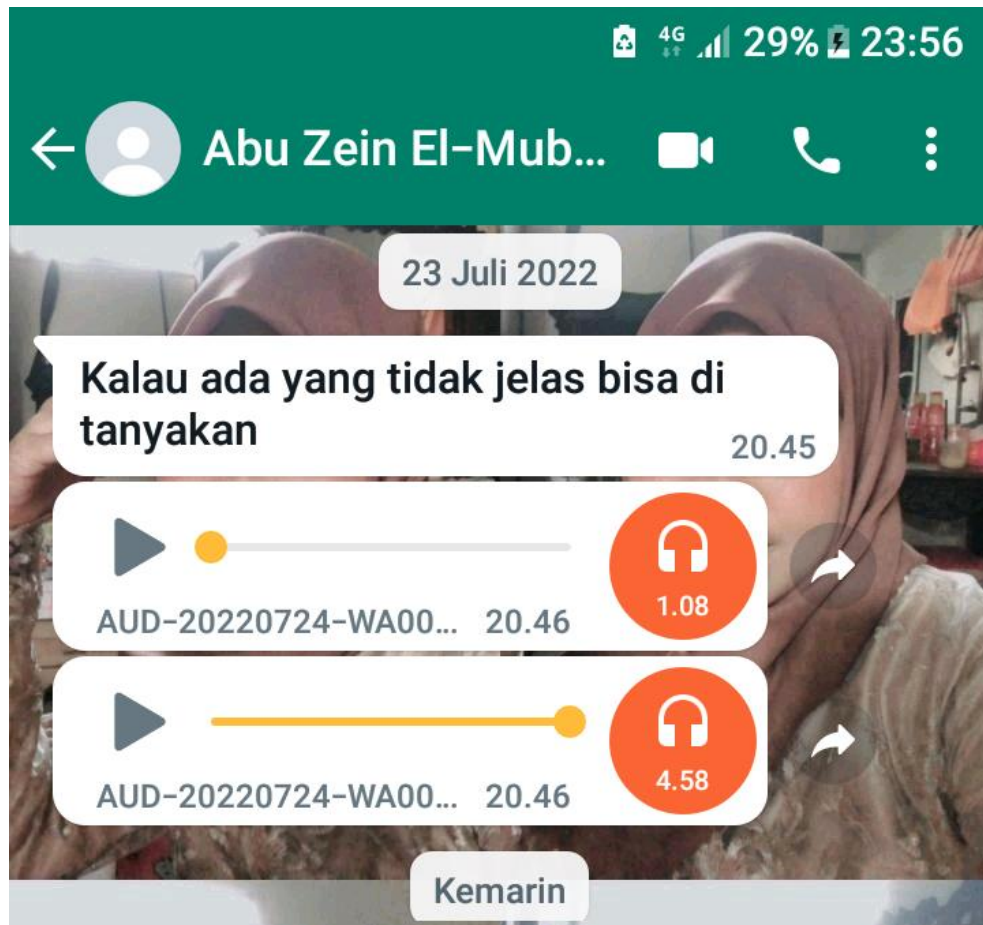 4G 29% 23:56
Abu Zein El-Mub...
23 Juli 2022
Kalau ada yang tidak jelas bisa di
tanyakan
20.45
1.08
AUD-20220724-WA00... 20.46
4.58
AUD-20220724-WA00... 20.46
Kemarin